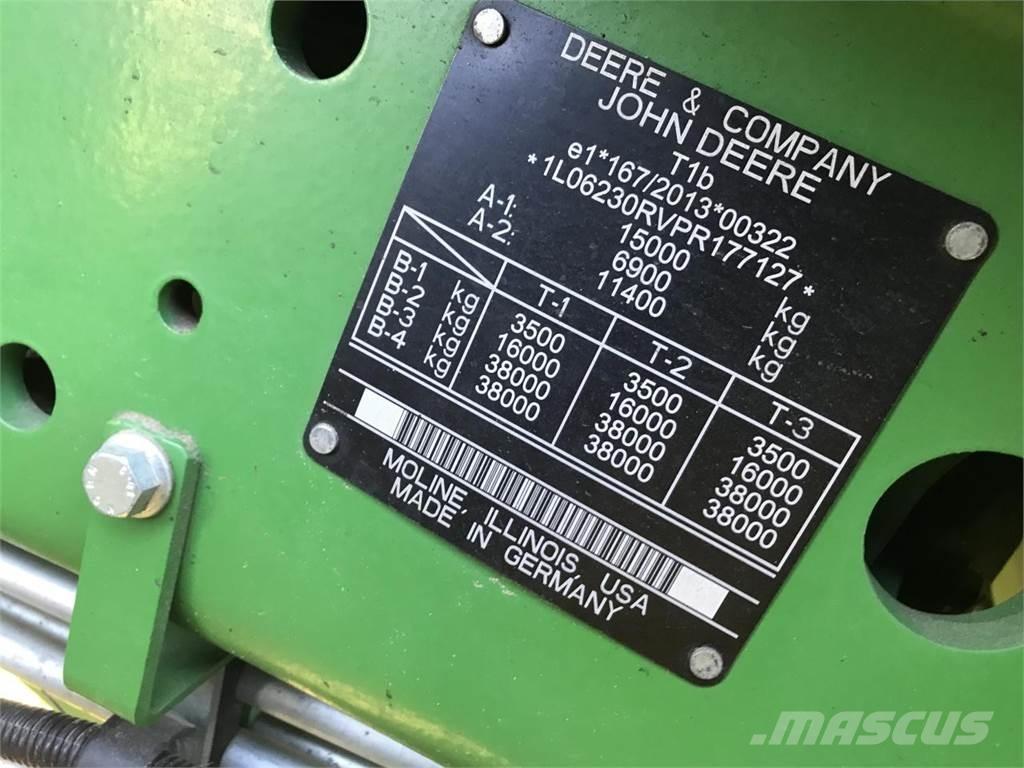 DEERE & COMPANY
JOHN DEERE
T1b
e1*167/2013*00322
*1L06230RVPR177127*
15000 kg
A-1: 6900 kg
A-2: 11400 kg
T-1 T-2 T-3
B-1 kg 3500 3500 3500
B-2 kg 16000 16000 16000
B-3 kg 38000 38000 38000
B-4 kg 38000 38000 38000
MOLINE, ILLINOIS, USA
MADE IN GERMANY
MASCUS